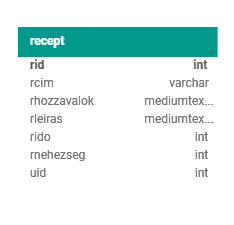 recept
rid int
rcim varchar
rhozzavalok mediumtex...
rleiras mediumtex...
rido int
rnehezseg int
uid int